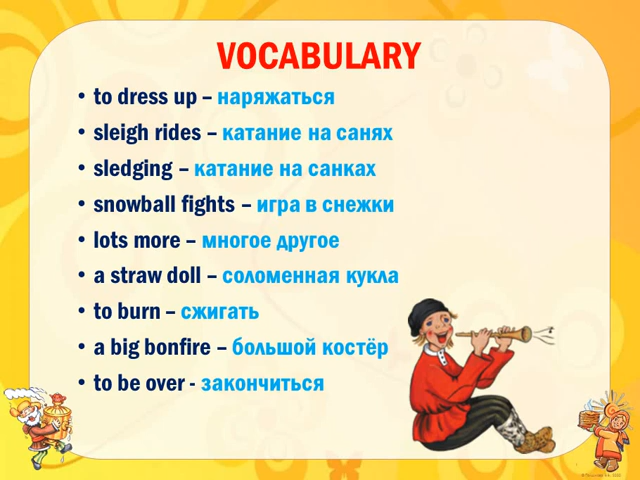 VOCABULARY
• to dress up – наряжаться
• sleigh rides – катание на санях
• sledging – катание на санках
• snowball fights – игра в снежки
• lots more – многое другое
• a straw doll – соломенная кукла
• to burn – сжигать
• a big bonfire – большой костёр
• to be over - закончиться